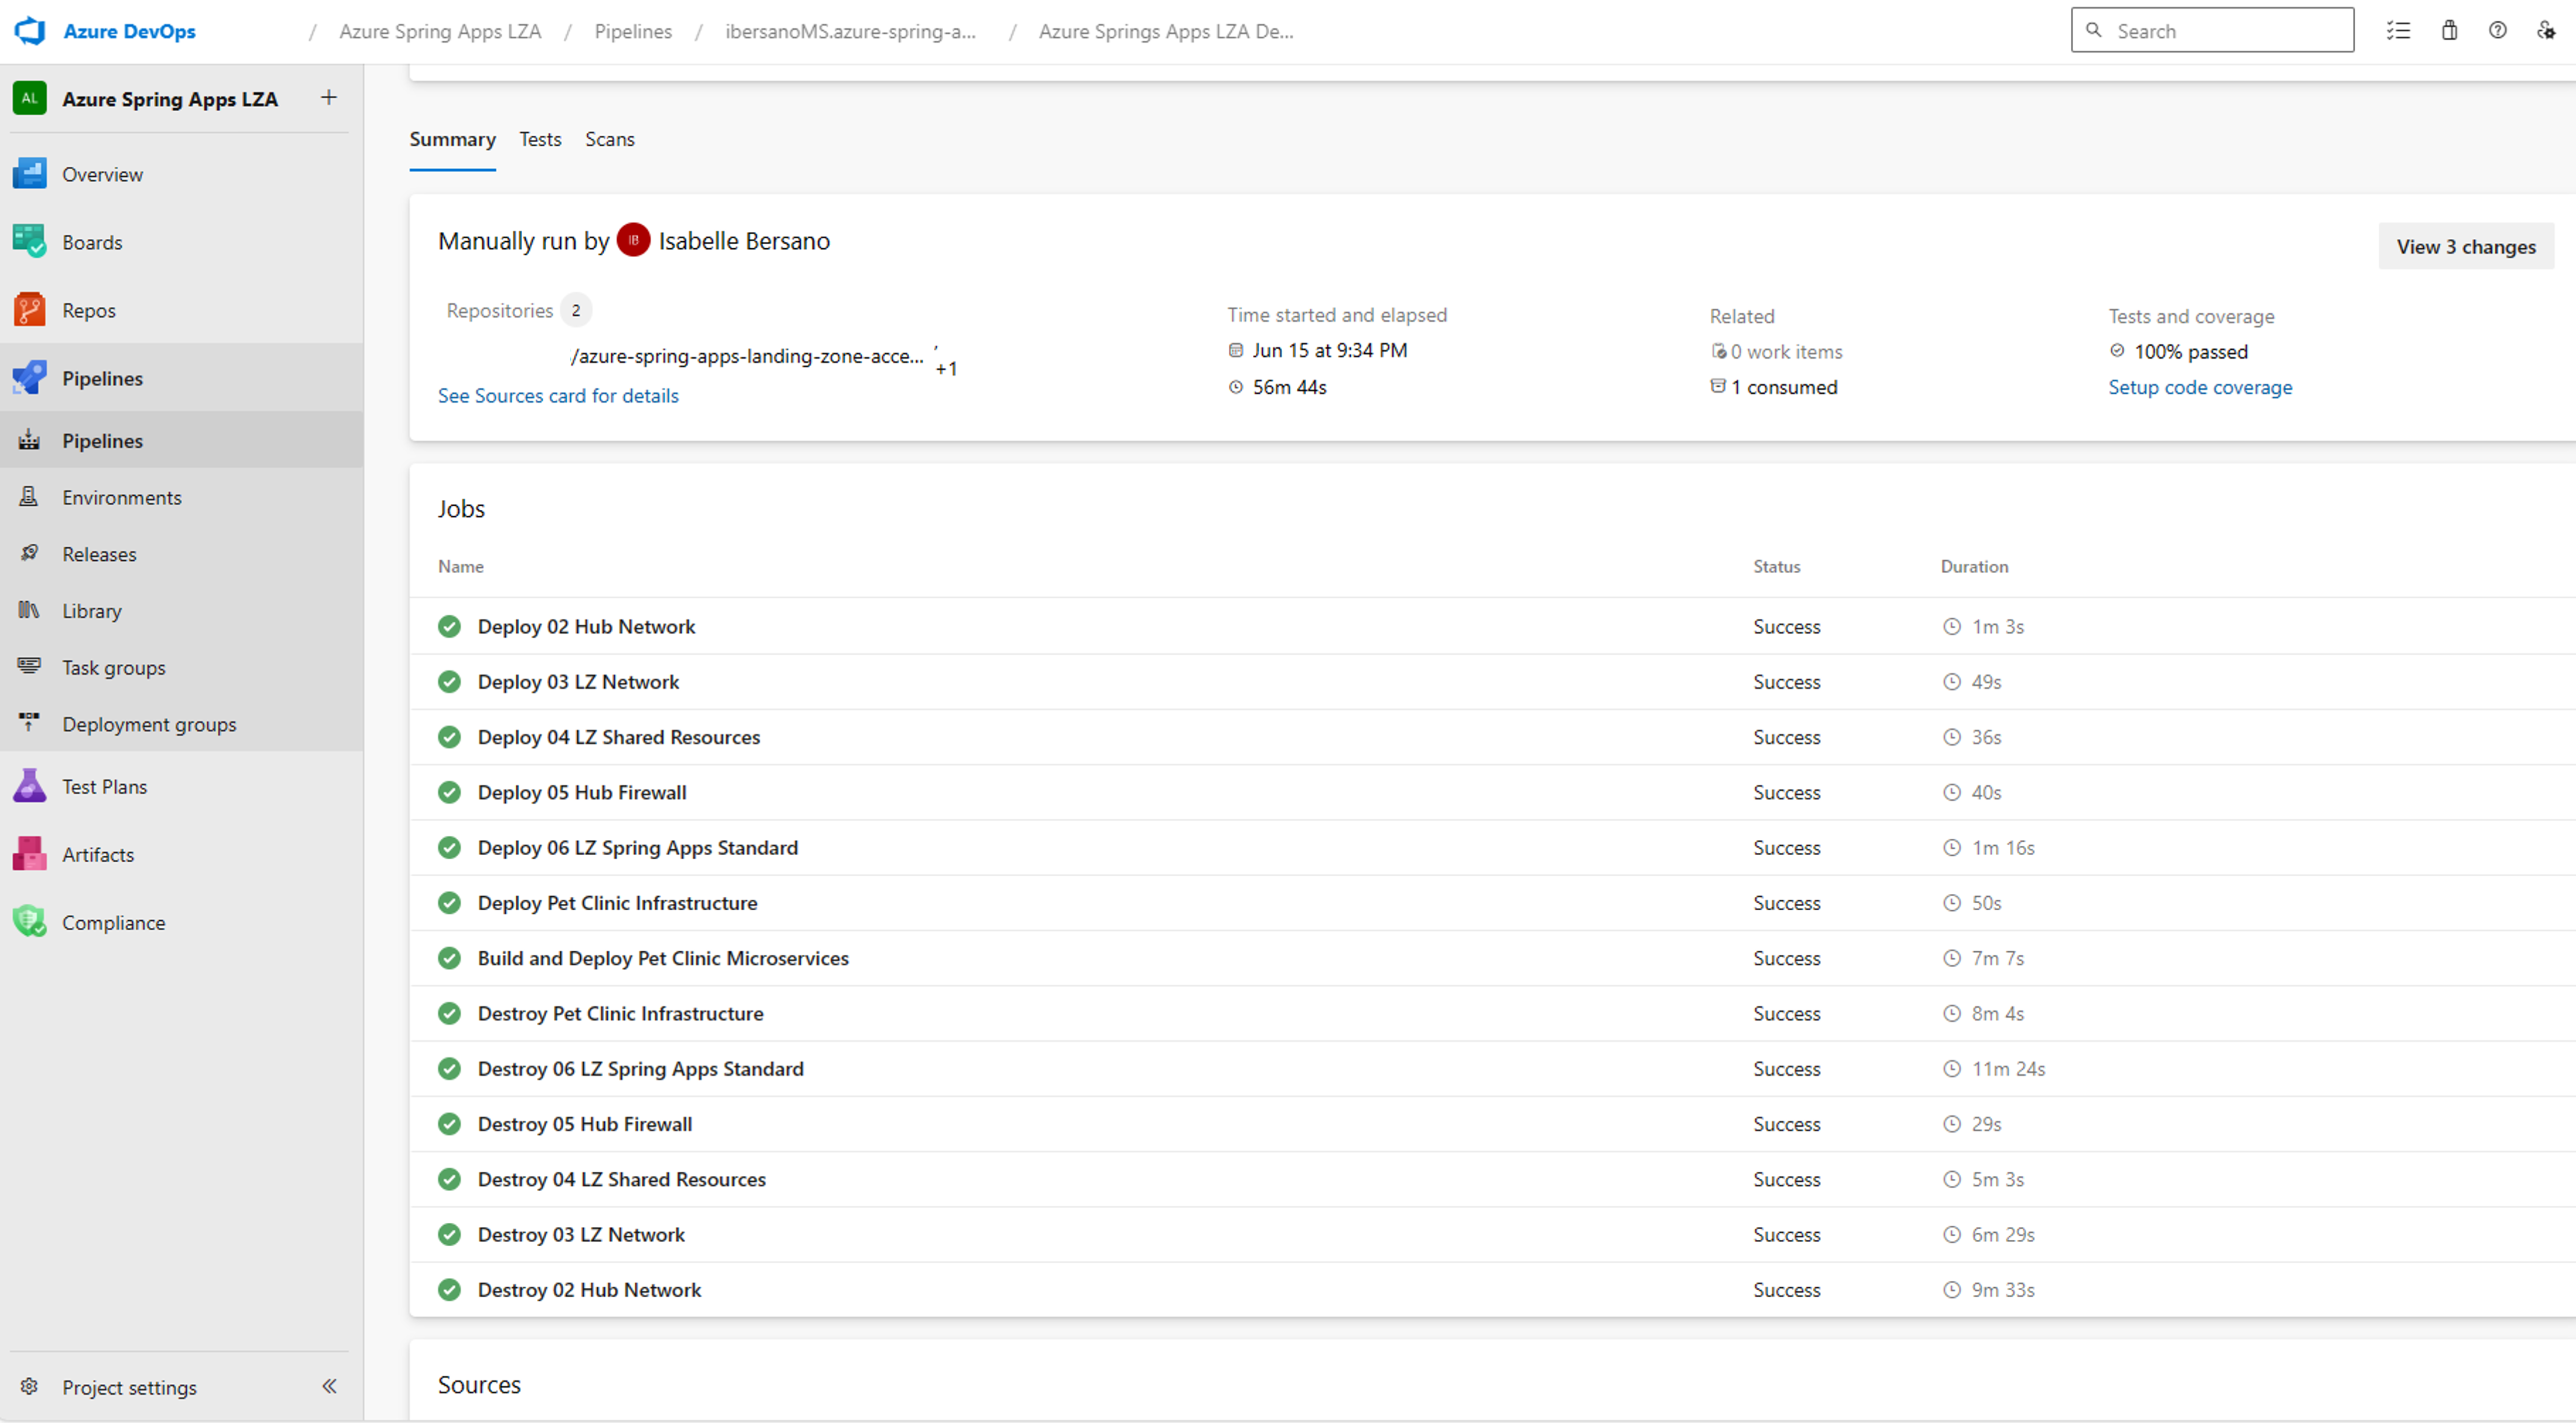 Azure DevOps / Azure Spring Apps LZA / Pipelines / ibersanoMS.azure-spring-a... / Azure Springs Apps LZA De... Search
AL Azure Spring Apps LZA +
Overview
Boards
Repos
Pipelines
Pipelines
Environments
Releases
Library
Task groups
Deployment groups
Test Plans
Artifacts
Compliance
Project settings
Summary Tests Scans
Manually run by IB Isabelle Bersano
View 3 changes
Repositories 2
/azure-spring-apps-landing-zone-acce... , +1
See Sources card for details
Time started and elapsed
Jun 15 at 9:34 PM
56m 44s
Related
0 work items
1 consumed
Tests and coverage
100% passed
Setup code coverage
Jobs
Name Status Duration
Deploy 02 Hub Network Success 1m 3s
Deploy 03 LZ Network Success 49s
Deploy 04 LZ Shared Resources Success 36s
Deploy 05 Hub Firewall Success 40s
Deploy 06 LZ Spring Apps Standard Success 1m 16s
Deploy Pet Clinic Infrastructure Success 50s
Build and Deploy Pet Clinic Microservices Success 7m 7s
Destroy Pet Clinic Infrastructure Success 8m 4s
Destroy 06 LZ Spring Apps Standard Success 11m 24s
Destroy 05 Hub Firewall Success 29s
Destroy 04 LZ Shared Resources Success 5m 3s
Destroy 03 LZ Network Success 6m 29s
Destroy 02 Hub Network Success 9m 33s
Sources